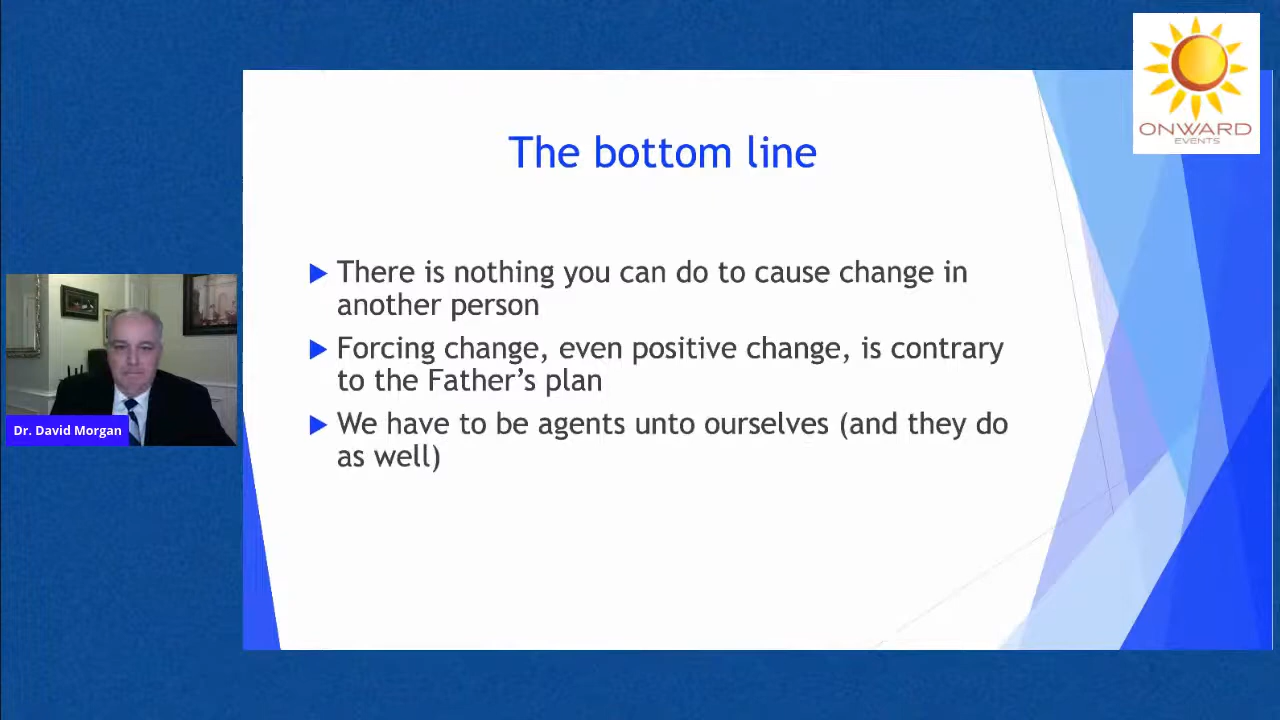 ONWARD
EVENTS
The bottom line
There is nothing you can do to cause change in
another person
Forcing change, even positive change, is contrary
to the Father’s plan
We have to be agents unto ourselves (and they do
as well)
Dr. David Morgan